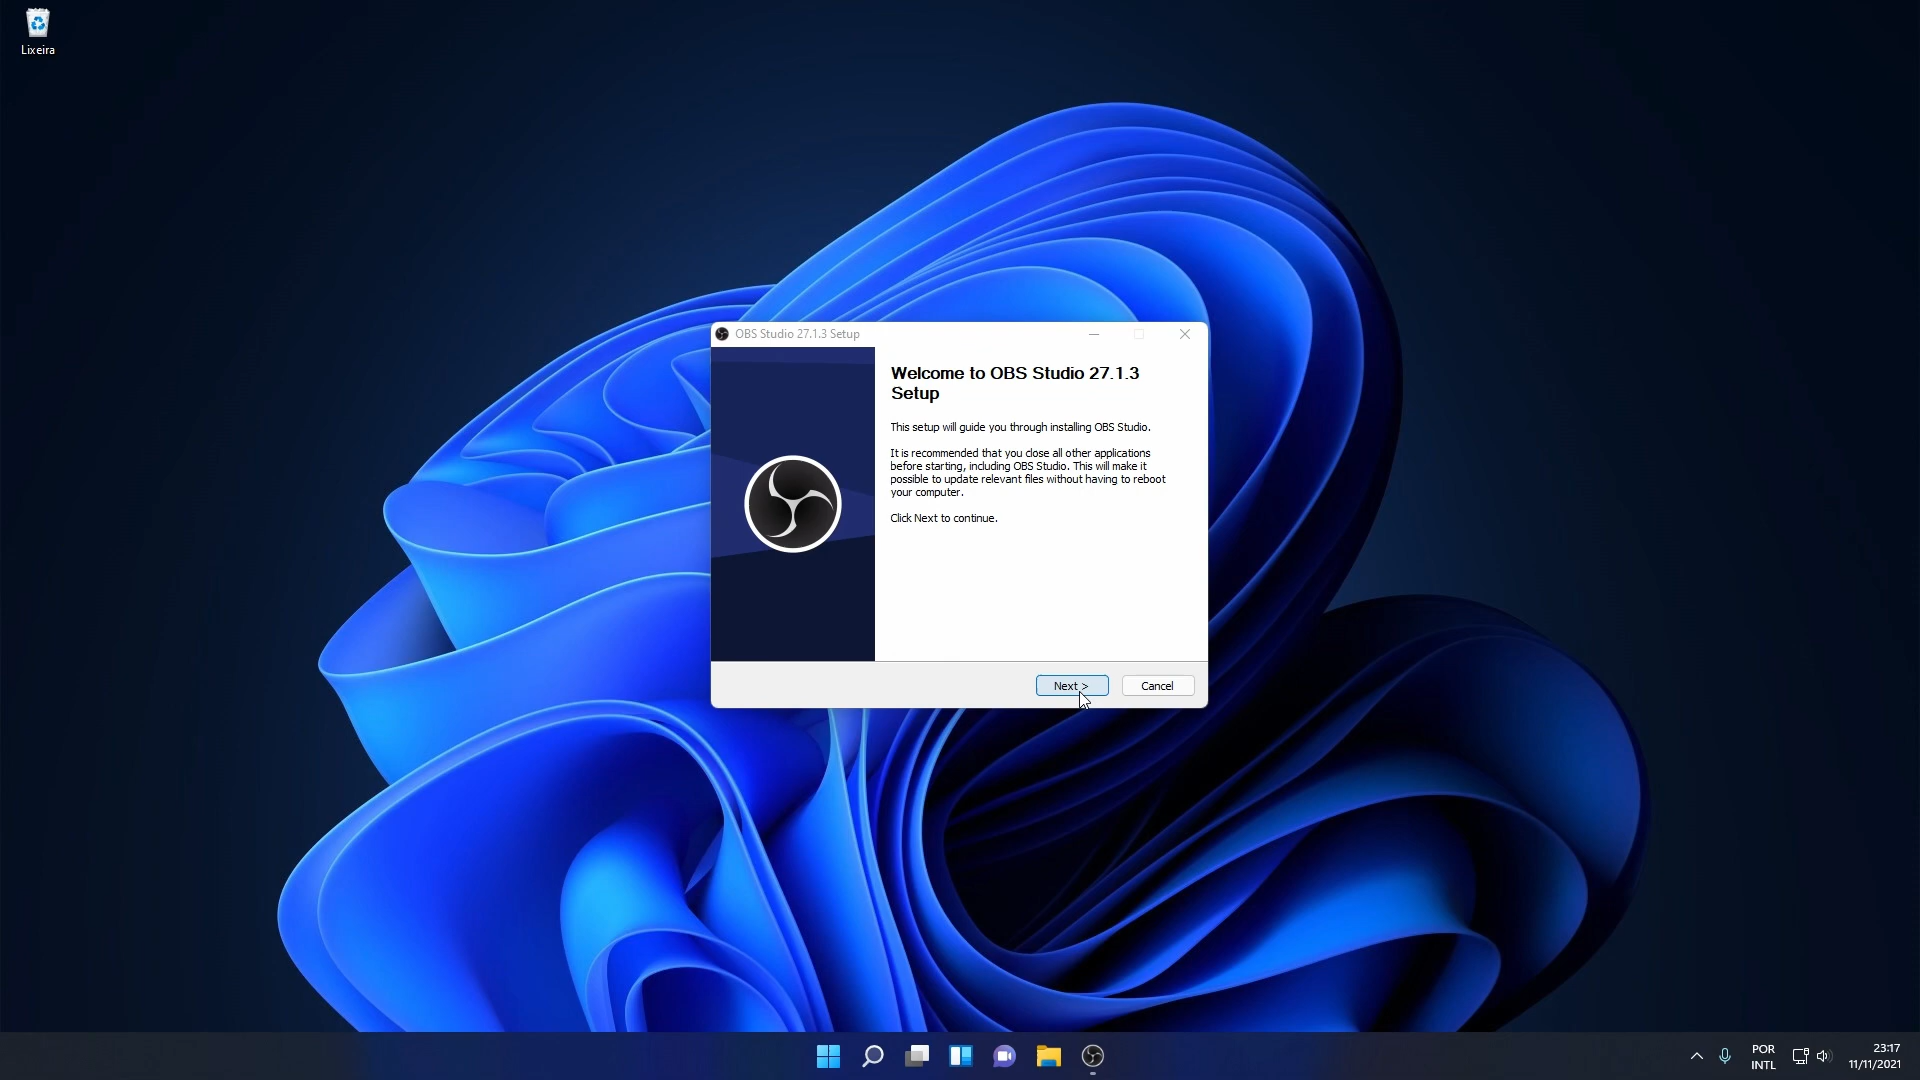 Lixeira
OBS Studio 27.1.3 Setup
Welcome to OBS Studio 27.1.3
Setup
This setup will guide you through installing OBS Studio.
It is recommended that you close all other applications
before starting, including OBS Studio. This will make it
possible to update relevant files without having to reboot
your computer.
Click Next to continue.
Next >
Cancel
POR
INTL
23:17
11/11/2021